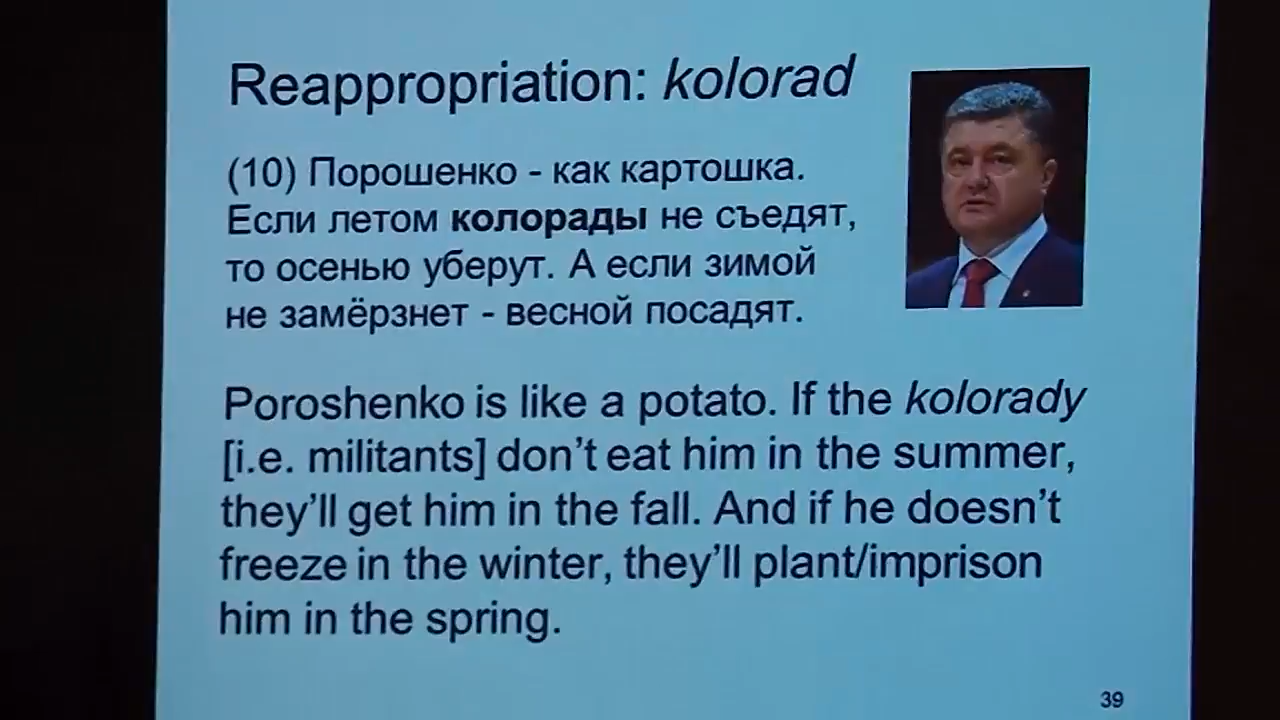 Reappropriation: kolorad
(10) Порошенко - как картошка.
Если летом колорады не съедят,
то осенью уберут. А если зимой
не замёрзнет - весной посадят.
Poroshenko is like a potato. If the kolorady
[i.e. militants] don't eat him in the summer,
they'll get him in the fall. And if he doesn't
freeze in the winter, they'll plant/imprison
him in the spring.
39